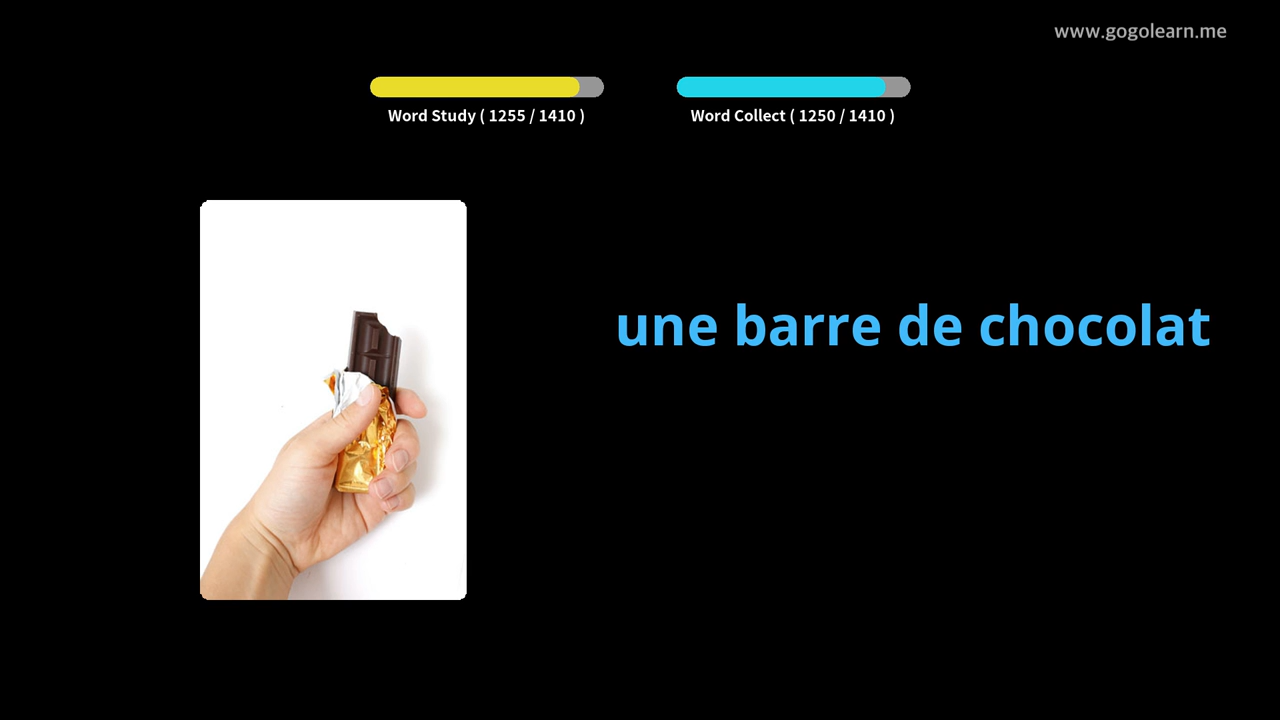 www.gogolearn.me
Word Study ( 1255 / 1410 )
Word Collect ( 1250 / 1410 )
une barre de chocolat